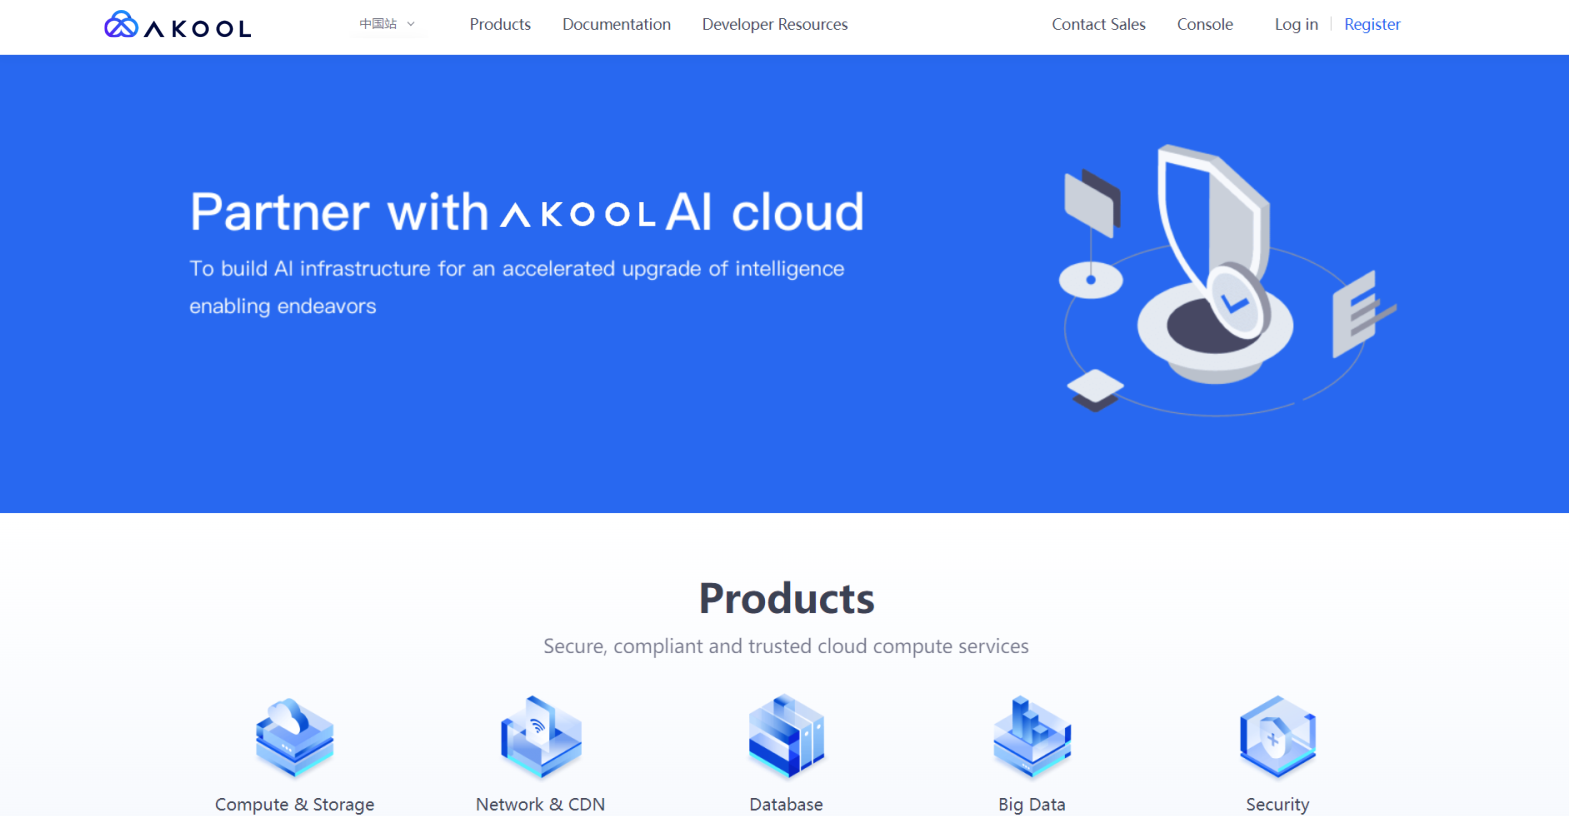 AKOOL 中国站 Products Documentation Developer Resources Contact Sales Console Log in Register
Partner with AKOOL AI cloud
To build AI infrastructure for an accelerated upgrade of intelligence
enabling endeavors
Products
Secure, compliant and trusted cloud compute services
Compute & Storage Network & CDN Database Big Data Security